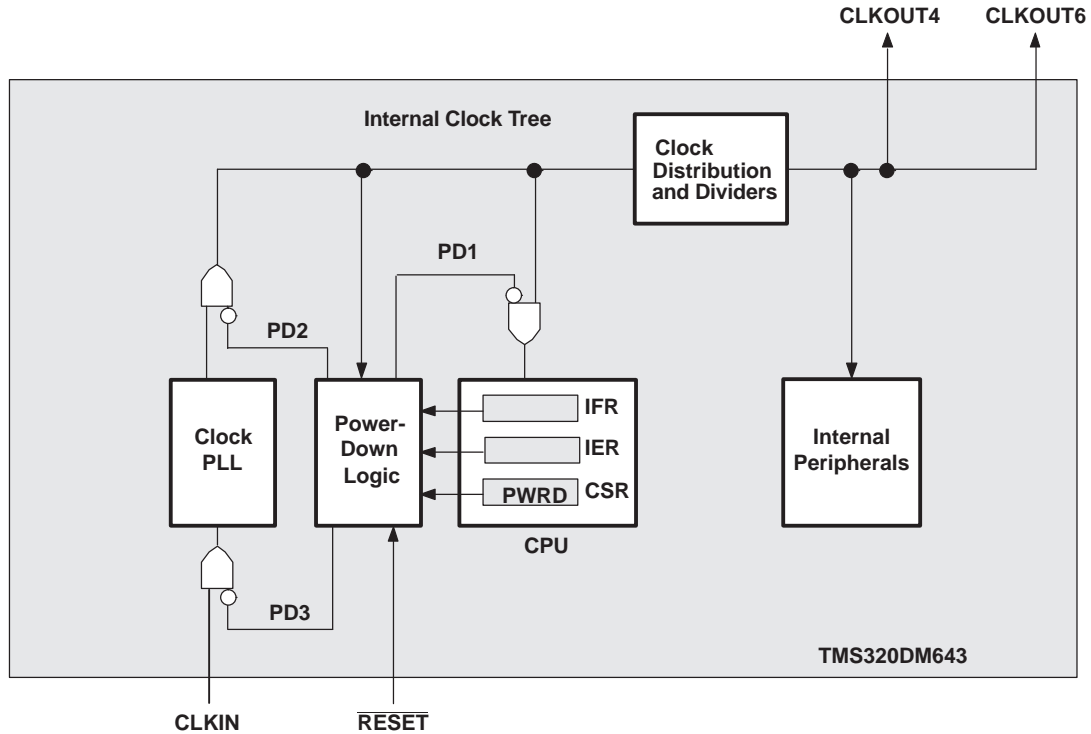 CLKOUT4
CLKOUT6
Internal Clock Tree
Clock
Distribution
and Dividers
PD1
PD2
Clock
PLL
Power-
Down
Logic
IFR
IER
PWRD
CSR
CPU
Internal
Peripherals
PD3
TMS320DM643
CLKIN
RESET